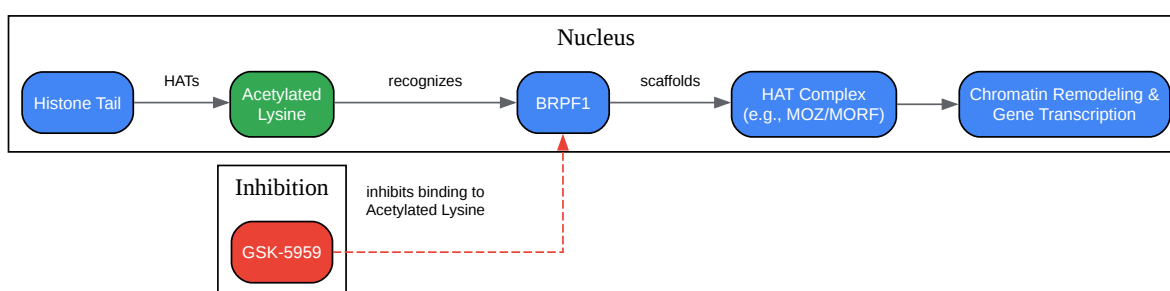 Nucleus
HATs
recognizes
scaffolds
Histone Tail
Acetylated
Lysine
BRPF1
HAT Complex
(e.g., MOZ/MORF)
Chromatin Remodeling &
Gene Transcription
Inhibition
inhibits binding to
Acetylated Lysine
GSK-5959